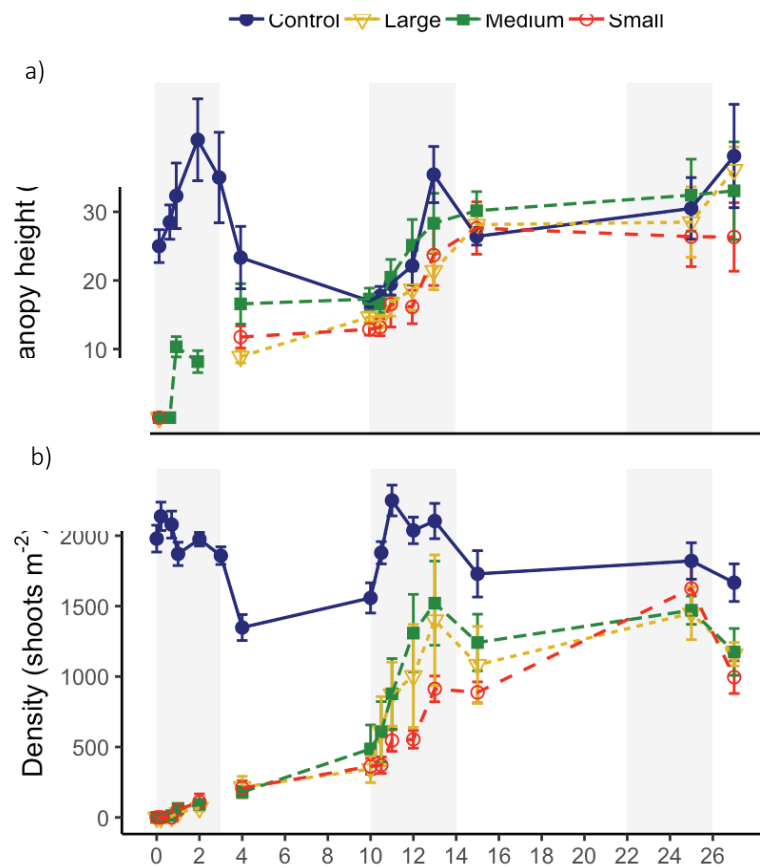 Control Large Medium Small
a)
anopy height (
30
20
10
b)
Density (shoots m⁻²)
2000
1500
1000
500
0
0 2 4 6 8 10 12 14 16 18 20 22 24 26